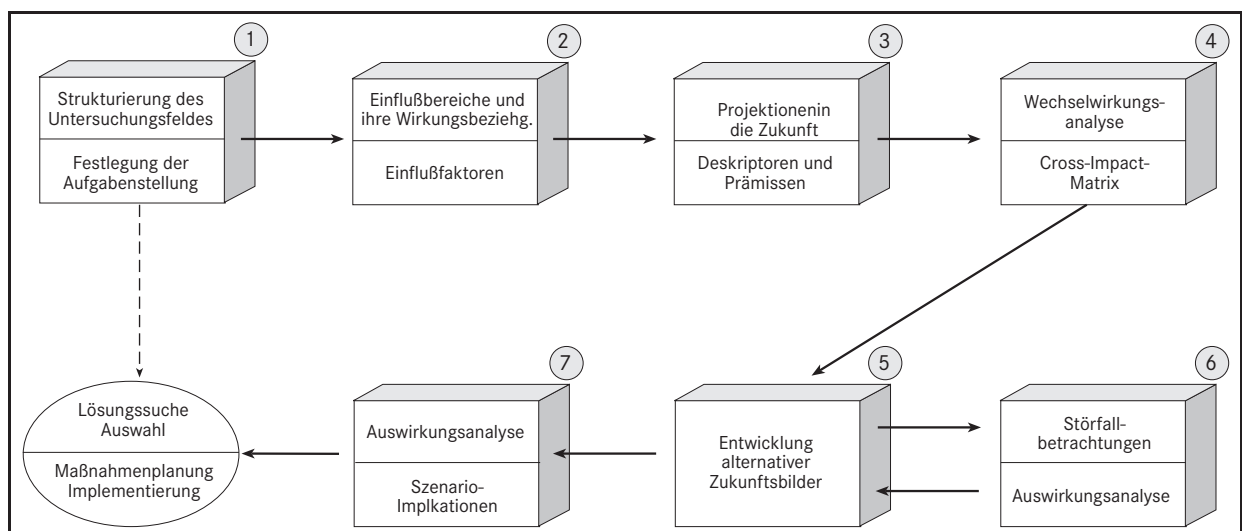 1
Strukturierung des
Untersuchungsfeldes
Festlegung der
Aufgabenstellung
2
Einflußbereiche und
ihre Wirkungsbeziehg.
Einflußfaktoren
3
Projektionenin
die Zukunft
Deskriptoren und
Prämissen
4
Wechselwirkungs-
analyse
Cross-Impact-
Matrix
5
Entwicklung
alternativer
Zukunftsbilder
6
Störfall-
betrachtungen
Auswirkungsanalyse
7
Auswirkungsanalyse
Szenario-
Implkationen
Lösungssuche
Auswahl
Maßnahmenplanung
Implementierung